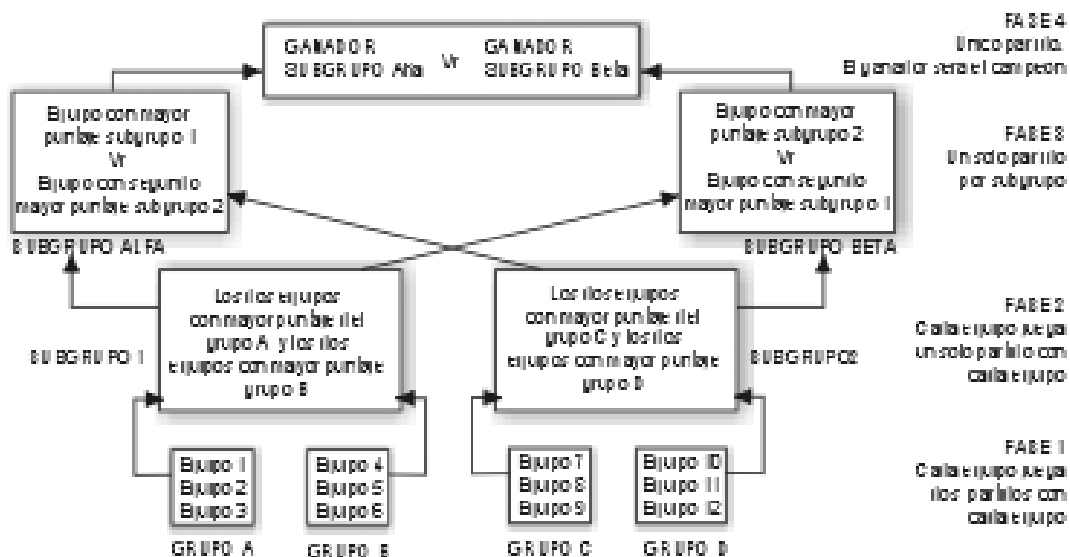 GANADOR
SUBGRUPO Alfa
Vr
GANADOR
SUBGRUPO Beta
FASE 4
Unico partido.
El ganador será el campeón
Equipo con mayor
puntaje subgrupo 1
Vr
Equipo con segundo
mayor puntaje subgrupo 2
SUBGRUPO ALFA
Equipo con mayor
puntaje subgrupo 2
Vr
Equipo con segundo
mayor puntaje subgrupo 1
SUBGRUPO BETA
FASE 3
Un solo partido
por subgrupo
Los dos equipos
con mayor puntaje del
grupo A y los dos
equipos con mayor puntaje
grupo B
SUBGRUPO 1
Los dos equipos
con mayor puntaje del
grupo C y los dos
equipos con mayor puntaje
grupo D
SUBGRUPO2
FASE 2
Cada equipo juega
un solo partido con
cada equipo
Equipo 1
Equipo 2
Equipo 3
GRUPO A
Equipo 4
Equipo 5
Equipo 6
GRUPO B
Equipo 7
Equipo 8
Equipo 9
GRUPO C
Equipo 10
Equipo 11
Equipo 12
GRUPO D
FASE 1
Cada equipo juega
dos partidos con
cada equipo